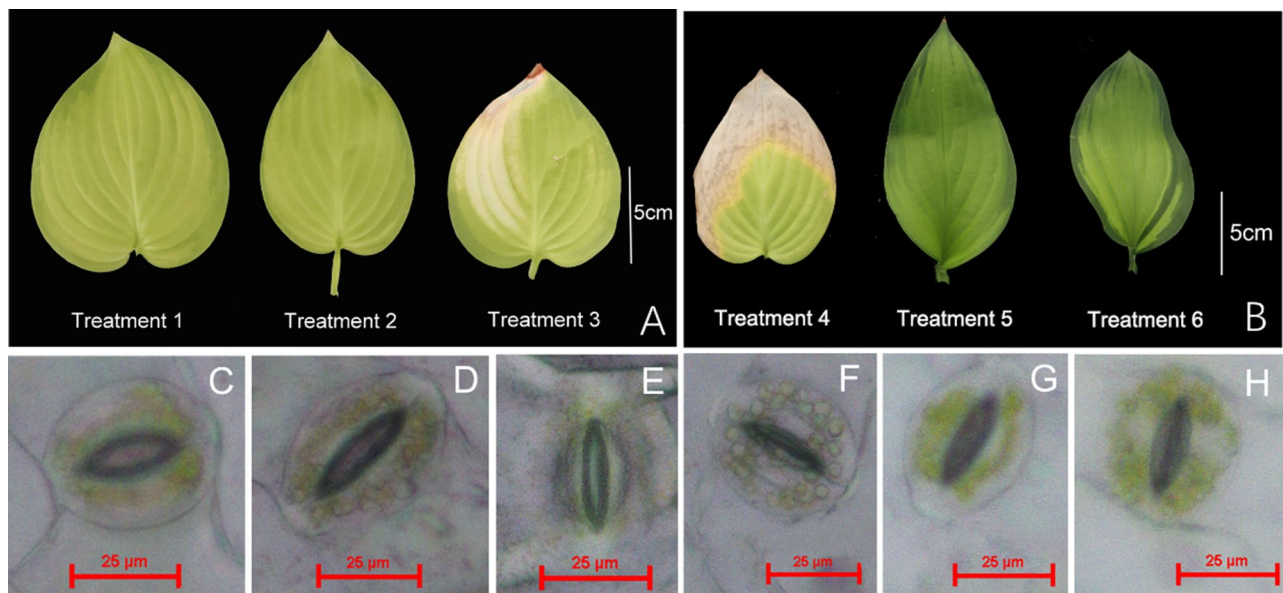 5cm
Treatment 1 Treatment 2 Treatment 3 A
5cm
Treatment 4 Treatment 5 Treatment 6 B
C D E F G H
25 µm 25 µm 25 µm 25 µm 25 µm 25 µm